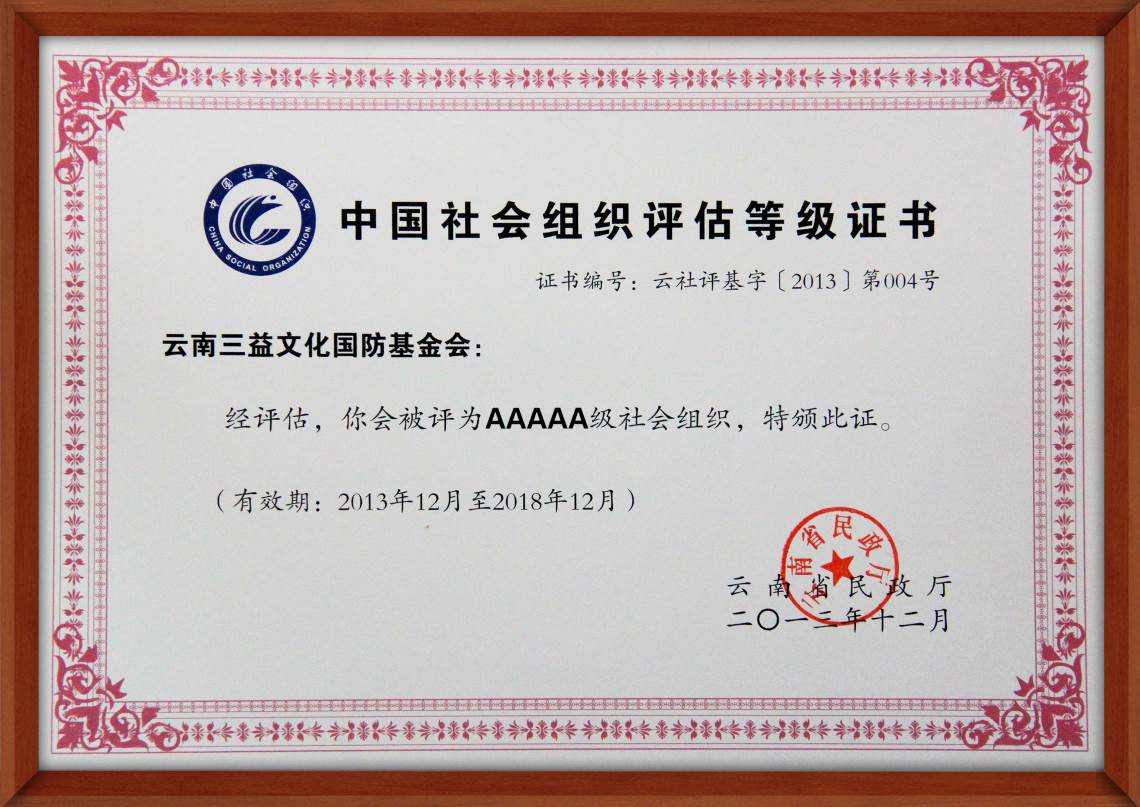 中国社会组织
CHINA SOCIAL ORGANIZATION
中国社会组织评估等级证书
证书编号：云社评基字〔2013〕第004号
云南三益文化国防基金会：
经评估，你会被评为AAAAA级社会组织，特颁此证。
（有效期：2013年12月至2018年12月）
云南省民政厅
云南省民政厅
二〇一三年十二月